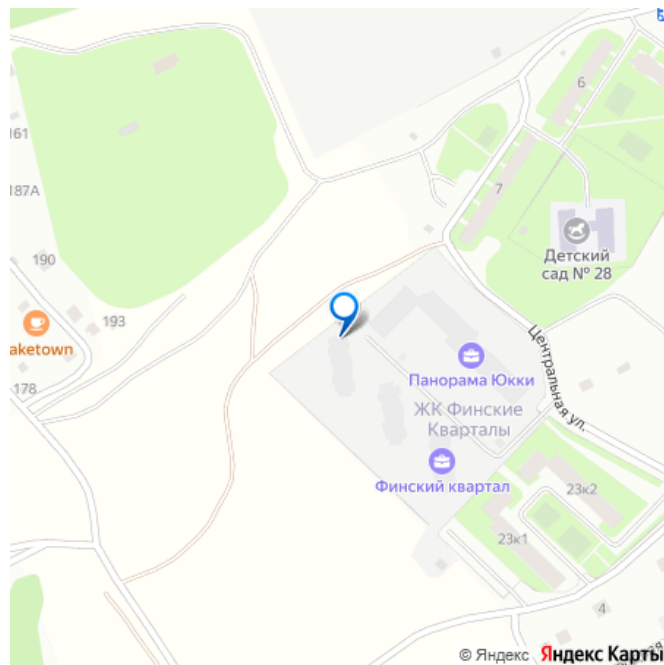 6
161
187А
7
Детский
сад № 28
190
193
aketown
178
Центральная ул.
Панорама Юкки
ЖК Финские
Кварталы
Финский квартал
23к2
23к1
4
© Яндекс Яндекс Карты